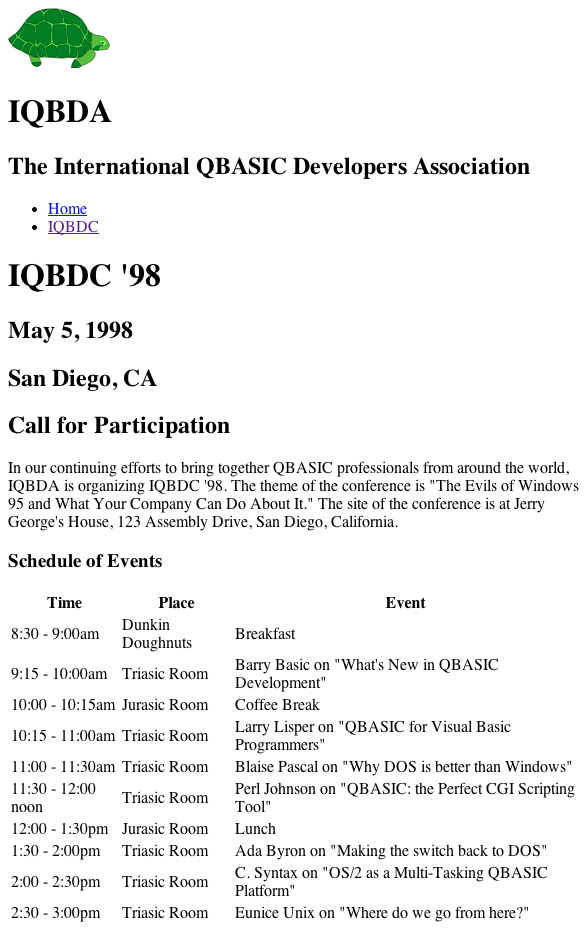 IQBDA
The International QBASIC Developers Association
Home
IQBDC
IQBDC '98
May 5, 1998
San Diego, CA
Call for Participation
In our continuing efforts to bring together QBASIC professionals from around the world,
IQBDA is organizing IQBDC '98. The theme of the conference is "The Evils of Windows
95 and What Your Company Can Do About It." The site of the conference is at Jerry
George's House, 123 Assembly Drive, San Diego, California.
Schedule of Events
Time Place Event
8:30 - 9:00am Dunkin Doughnuts Breakfast
9:15 - 10:00am Triasic Room Barry Basic on "What's New in QBASIC Development"
10:00 - 10:15am Jurasic Room Coffee Break
10:15 - 11:00am Triasic Room Larry Lisper on "QBASIC for Visual Basic Programmers"
11:00 - 11:30am Triasic Room Blaise Pascal on "Why DOS is better than Windows"
11:30 - 12:00 noon Triasic Room Perl Johnson on "QBASIC: the Perfect CGI Scripting Tool"
12:00 - 1:30pm Jurasic Room Lunch
1:30 - 2:00pm Triasic Room Ada Byron on "Making the switch back to DOS"
2:00 - 2:30pm Triasic Room C. Syntax on "OS/2 as a Multi-Tasking QBASIC Platform"
2:30 - 3:00pm Triasic Room Eunice Unix on "Where do we go from here?"